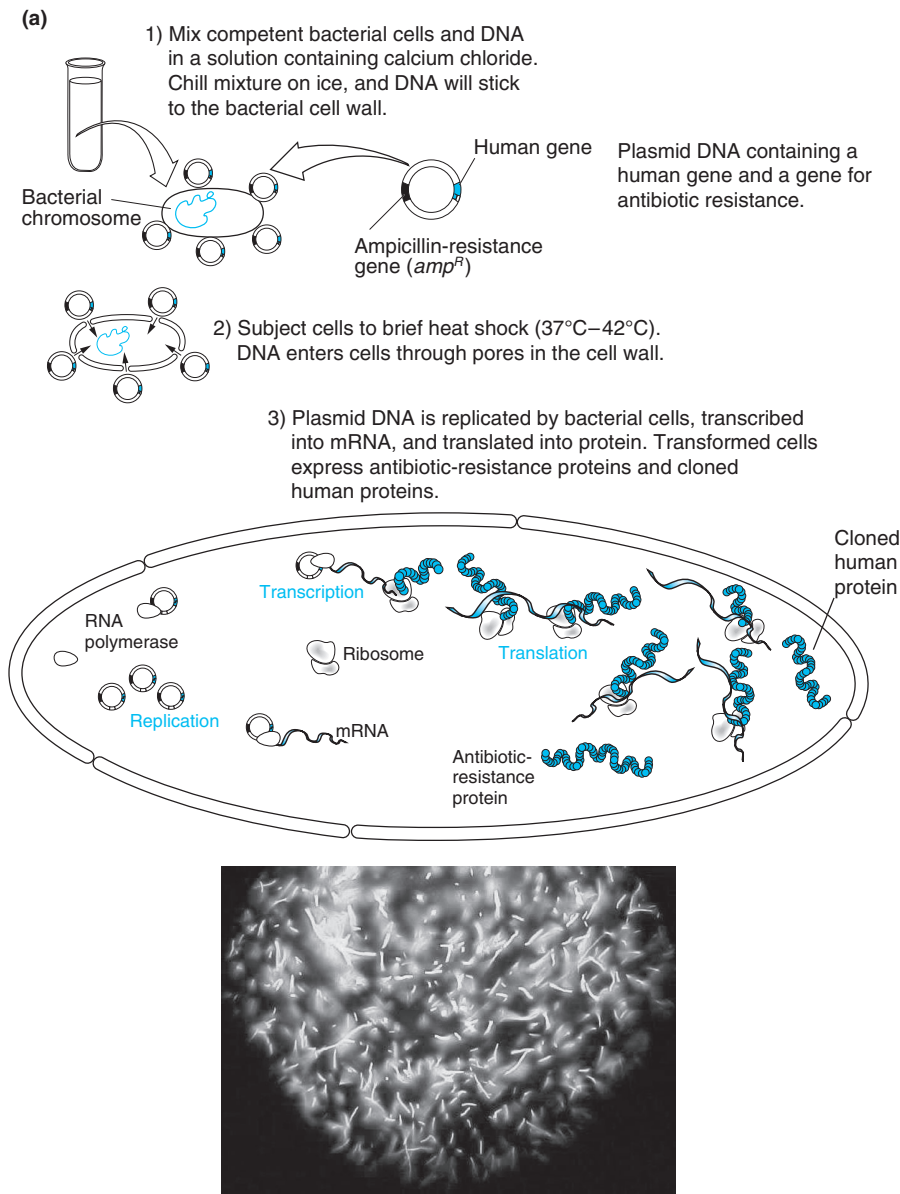 (a)
1) Mix competent bacterial cells and DNA
in a solution containing calcium chloride.
Chill mixture on ice, and DNA will stick
to the bacterial cell wall.
Human gene
Plasmid DNA containing a
human gene and a gene for
antibiotic resistance.
Bacterial
chromosome
Ampicillin-resistance
gene (ampᴿ)
2) Subject cells to brief heat shock (37°C–42°C).
DNA enters cells through pores in the cell wall.
3) Plasmid DNA is replicated by bacterial cells, transcribed
into mRNA, and translated into protein. Transformed cells
express antibiotic-resistance proteins and cloned
human proteins.
Cloned
human
protein
Transcription
RNA
polymerase
Ribosome
Translation
Replication
mRNA
Antibiotic-
resistance
protein